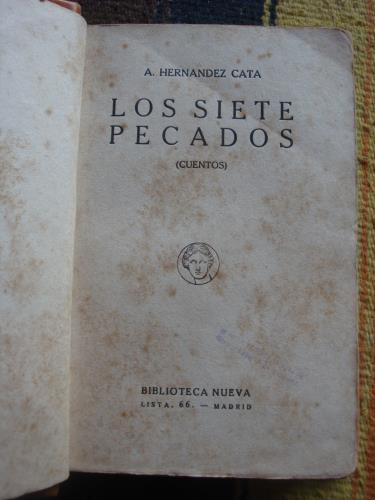 A. HERNANDEZ CATA
LOS SIETE
PECADOS
(CUENTOS)
BIBLIOTECA NUEVA
LISTA, 66. — MADRID